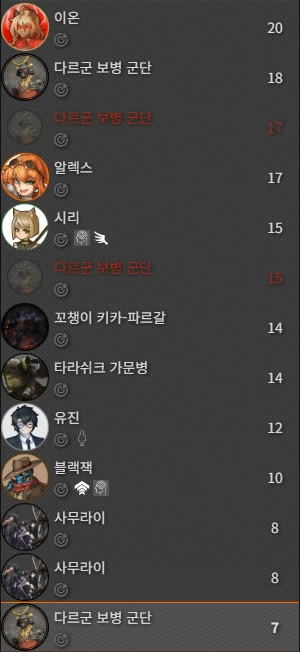 이온 20
다르군 보병 군단 18
다르군 보병 군단 17
알렉스 17
시리 15
다르군 보병 군단 15
꼬챙이 키카-파르갈 14
타라쉬크 가문병 14
유진 12
블랙잭 10
사무라이 8
사무라이 8
다르군 보병 군단 7